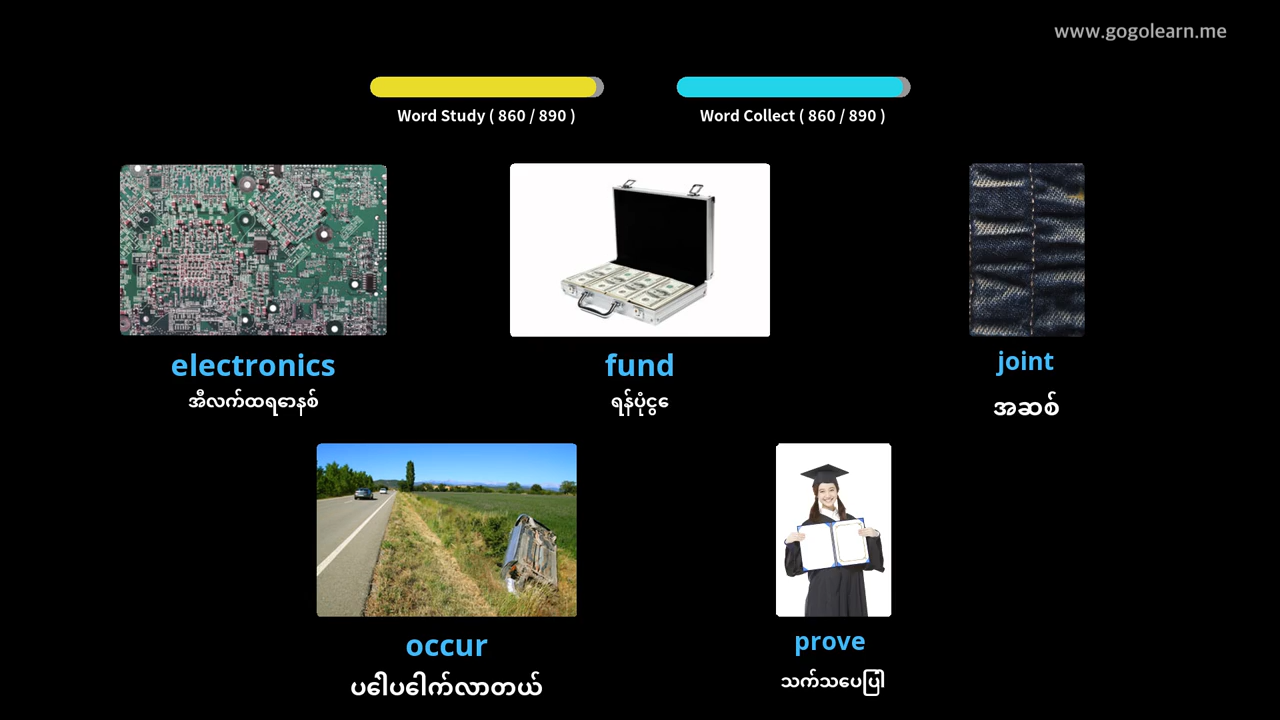 www.gogolearn.me
Word Study ( 860 / 890 )
Word Collect ( 860 / 890 )
electronics
fund
joint
အီလက်ထရောနစ်
ရန်ပုံငွေ
အဆစ်
occur
prove
ပေါ်ပေါက်လာတယ်
သက်သပေပြါ